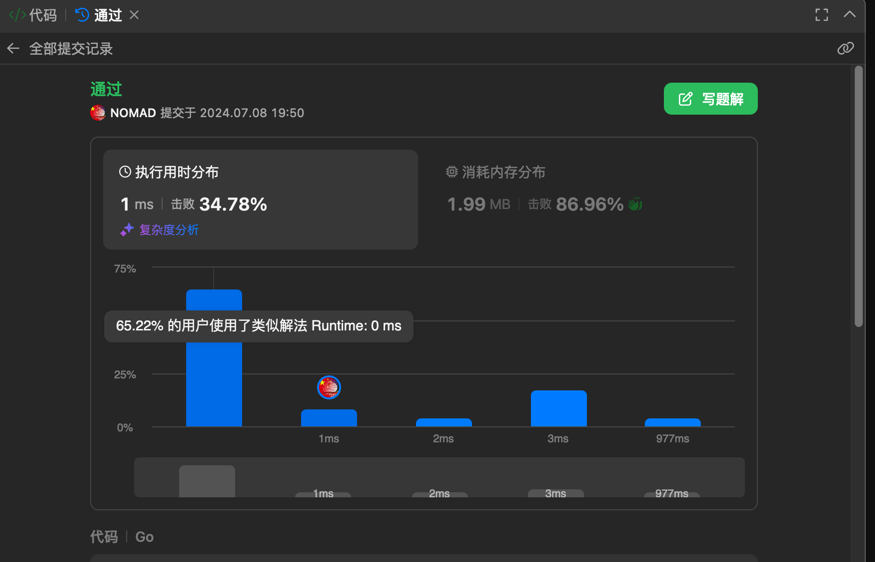 代码 通过
全部提交记录
通过
NOMAD 提交于 2024.07.08 19:50
写题解
执行用时分布
1 ms 击败 34.78%
复杂度分析
消耗内存分布
1.99 MB 击败 86.96%
75%
65.22% 的用户使用了类似解法 Runtime: 0 ms
25%
0%
1ms 2ms 3ms 977ms
1ms 2ms 3ms 977ms
代码 Go